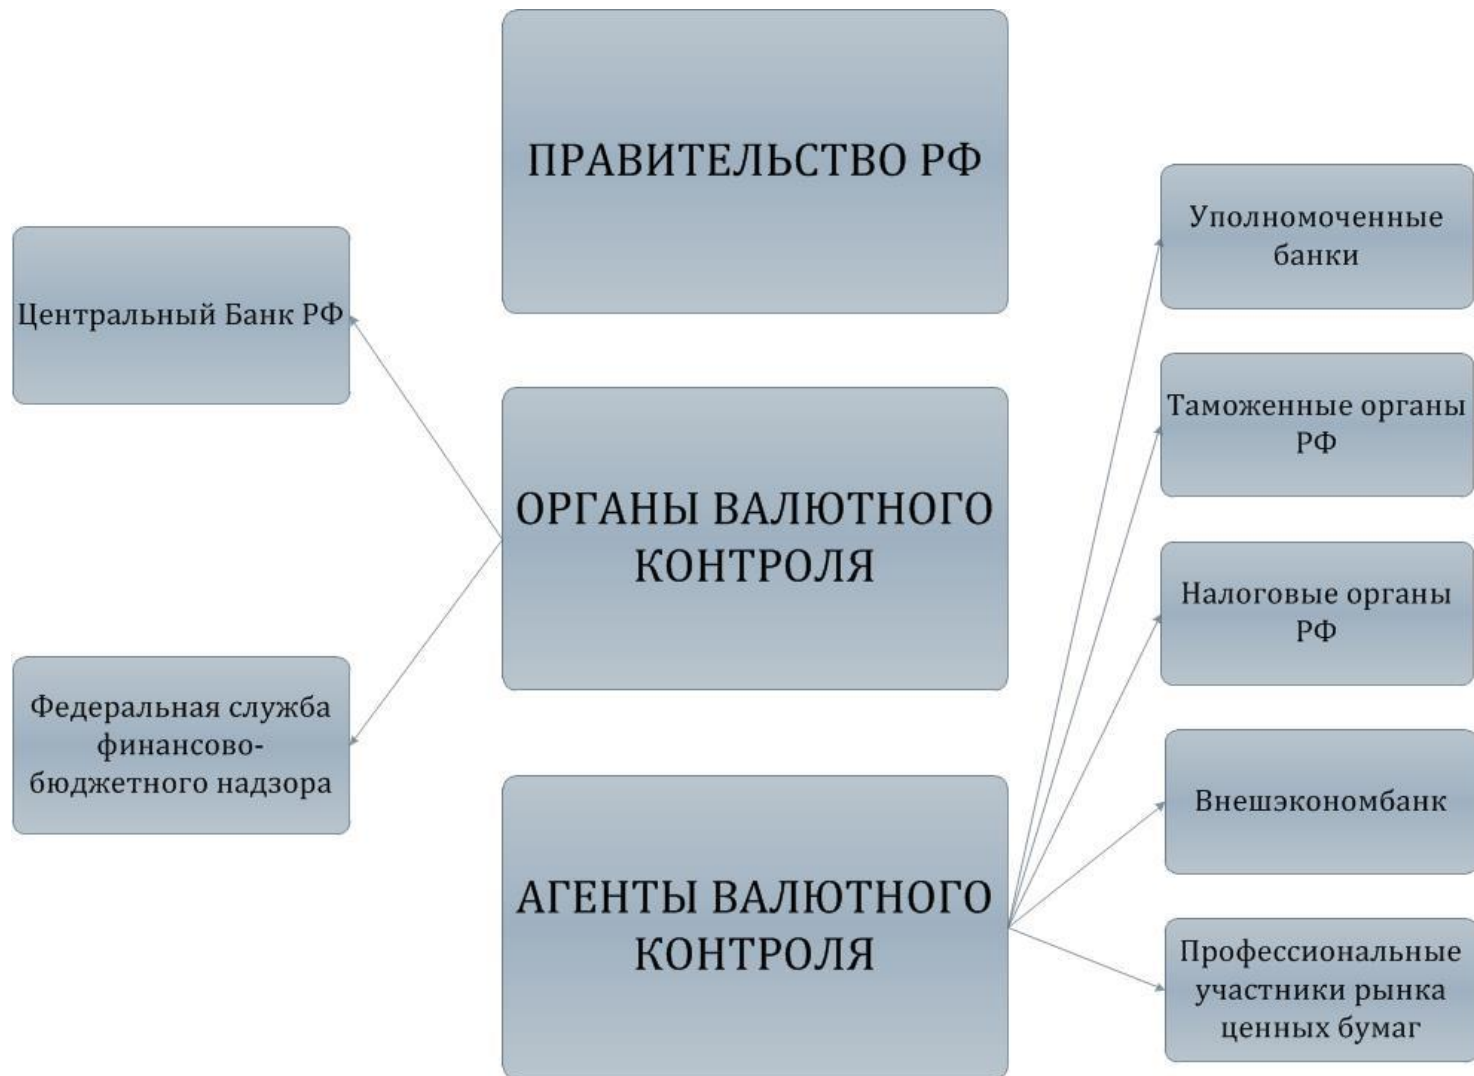 ПРАВИТЕЛЬСТВО РФ
Центральный Банк РФ
ОРГАНЫ ВАЛЮТНОГО
КОНТРОЛЯ
Федеральная служба
финансово-
бюджетного надзора
АГЕНТЫ ВАЛЮТНОГО
КОНТРОЛЯ
Уполномоченные
банки
Таможенные органы
РФ
Налоговые органы
РФ
Внешэкономбанк
Профессиональные
участники рынка
ценных бумаг